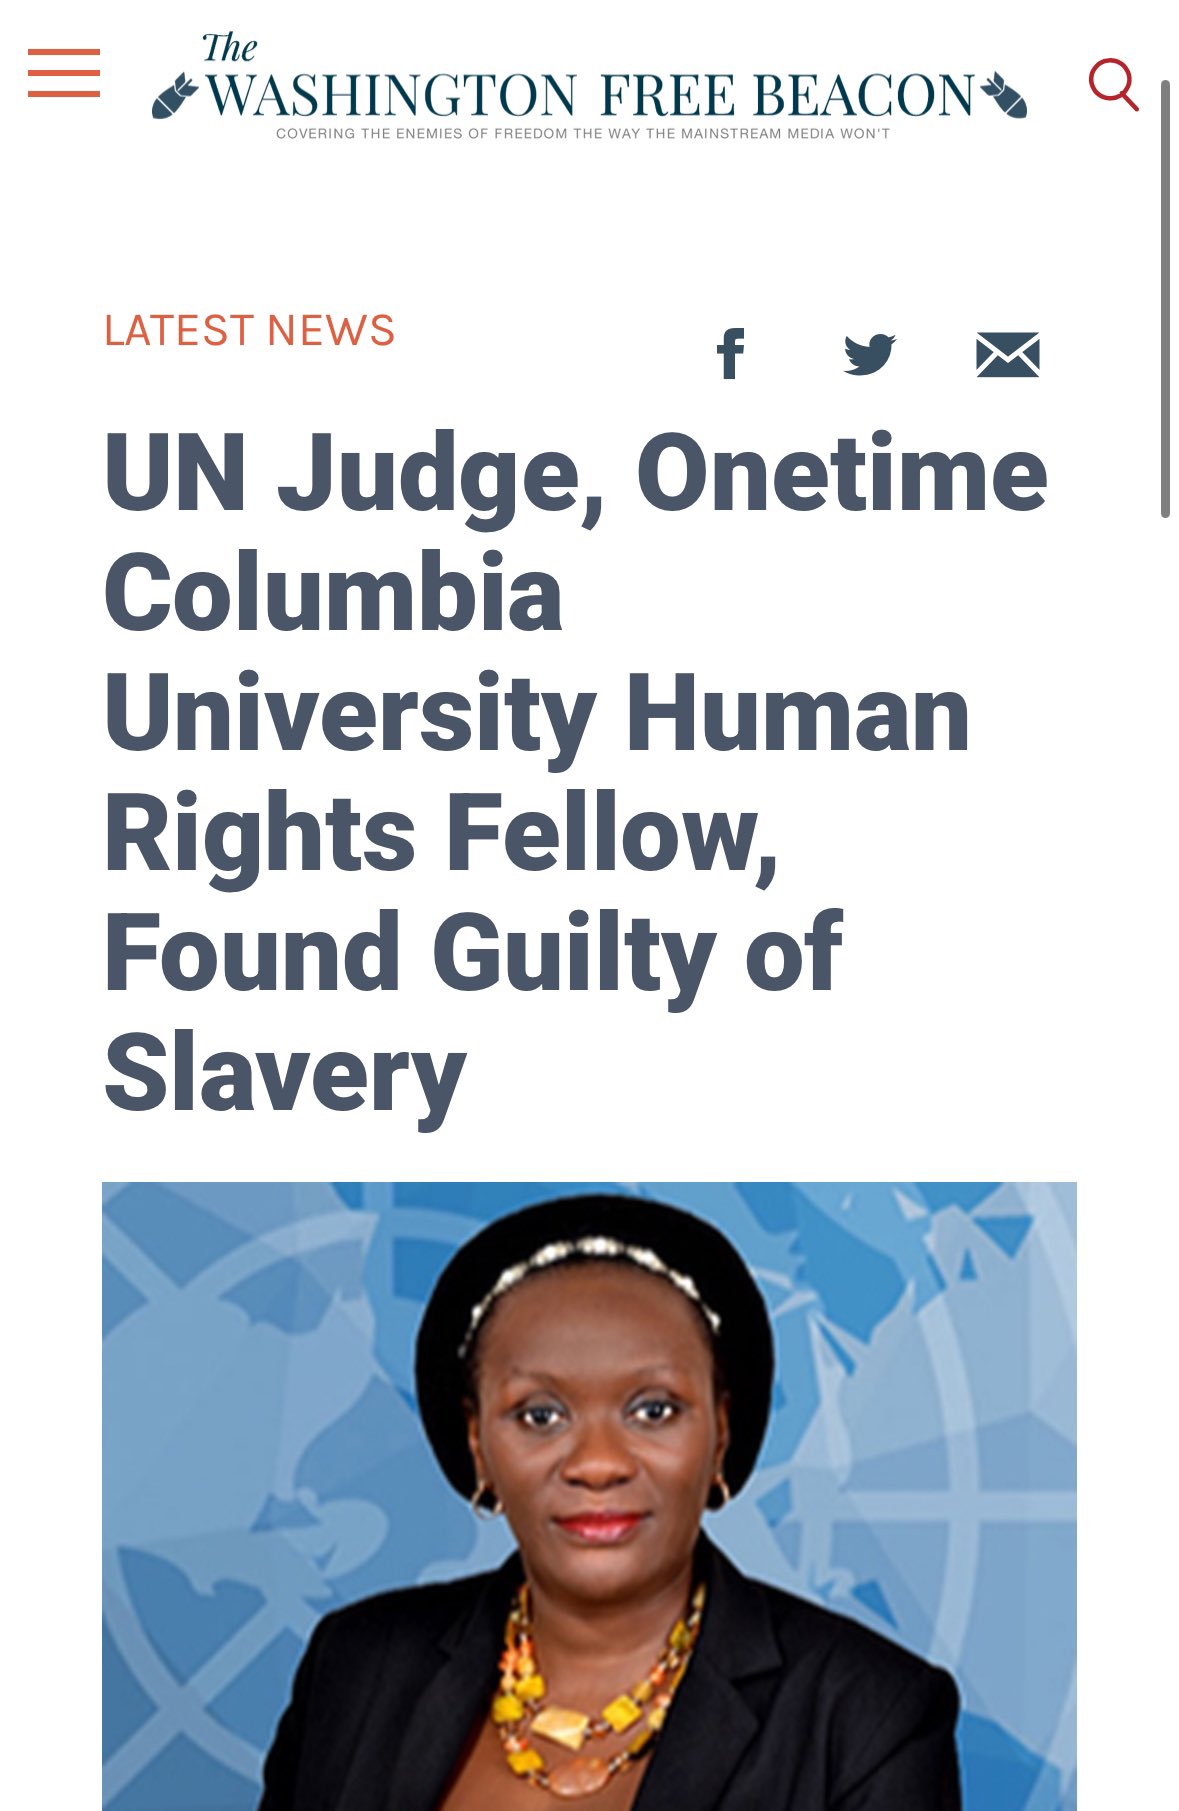 The
WASHINGTON FREE BEACON
COVERING THE ENEMIES OF FREEDOM THE WAY THE MAINSTREAM MEDIA WON'T
LATEST NEWS
UN Judge, Onetime
Columbia
University Human
Rights Fellow,
Found Guilty of
Slavery